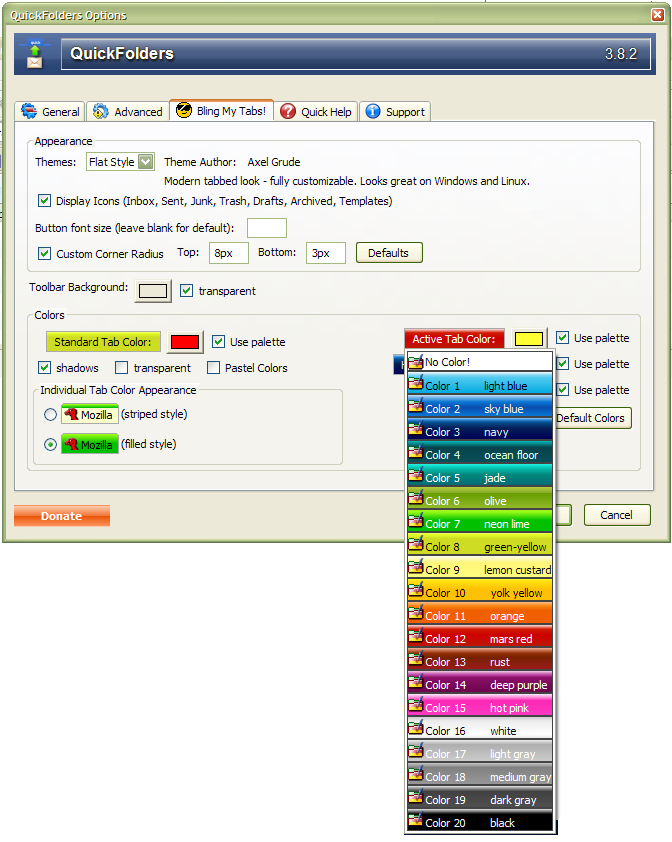 QuickFolders Options
QuickFolders 3.8.2
General Advanced Bling My Tabs! Quick Help Support
Appearance
Themes: Flat Style Theme Author: Axel Grude
Modern tabbed look - fully customizable. Looks great on Windows and Linux.
Display Icons (Inbox, Sent, Junk, Trash, Drafts, Archived, Templates)
Button font size (leave blank for default):
Custom Corner Radius Top: 8px Bottom: 3px Defaults
Toolbar Background: transparent
Colors
Standard Tab Color: Use palette
shadows transparent Pastel Colors
Individual Tab Color Appearance
Mozilla (striped style)
Mozilla (filled style)
Active Tab Color: Use palette
Use palette
Use palette
Default Colors
No Color!
Color 1 light blue
Color 2 sky blue
Color 3 navy
Color 4 ocean floor
Color 5 jade
Color 6 olive
Color 7 neon lime
Color 8 green-yellow
Color 9 lemon custard
Color 10 yolk yellow
Color 11 orange
Color 12 mars red
Color 13 rust
Color 14 deep purple
Color 15 hot pink
Color 16 white
Color 17 light gray
Color 18 medium gray
Color 19 dark gray
Color 20 black
Donate Cancel